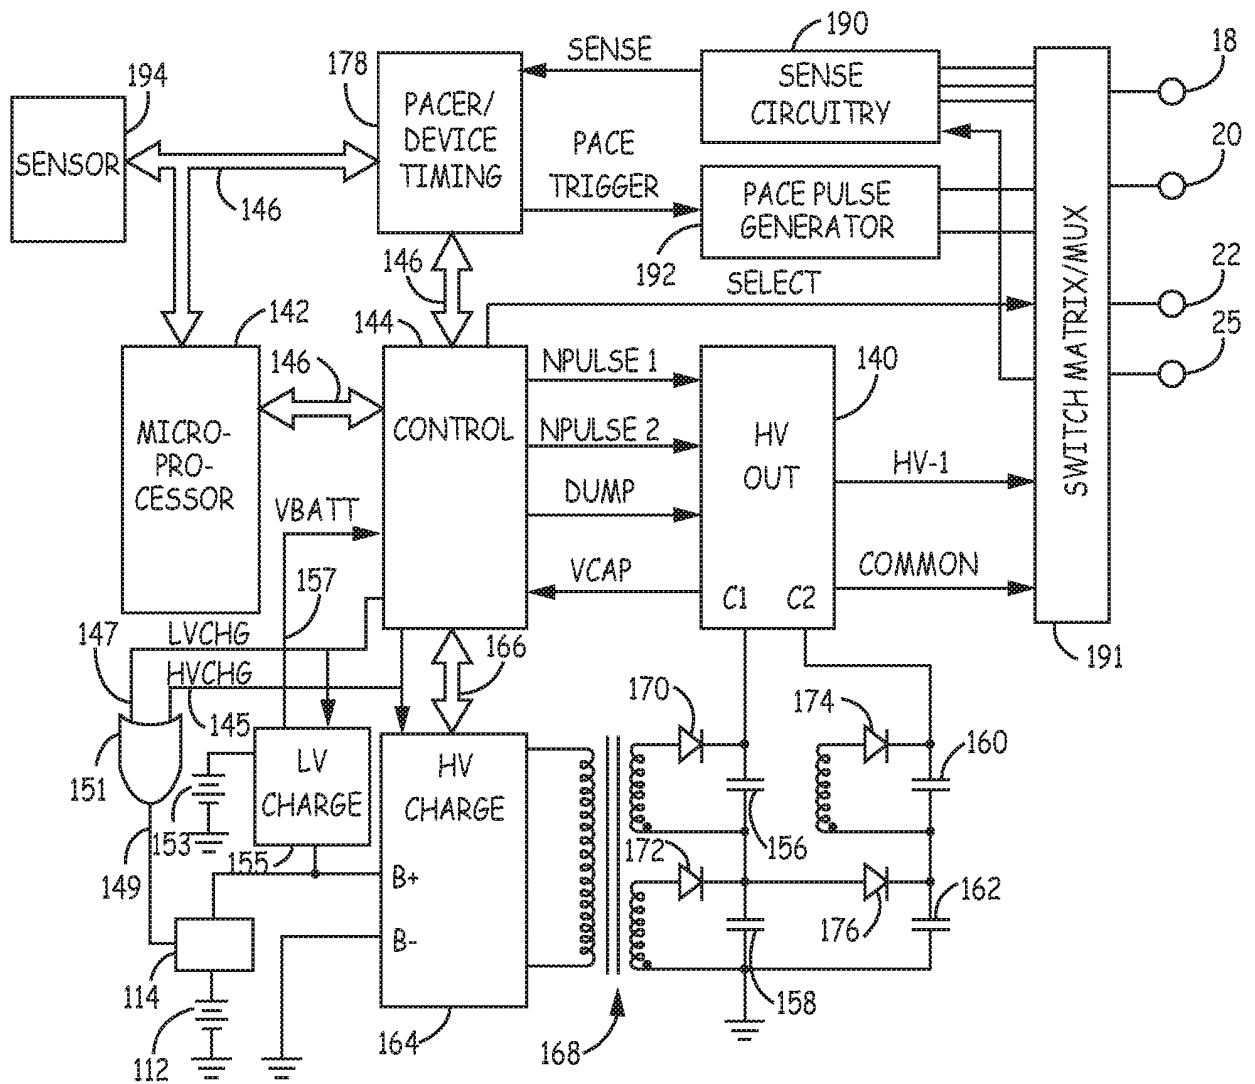 190
18
194
178
SENSE
SENSE
CIRCUITRY
PACER/
DEVICE
TIMING
SENSOR
20
PACE
TRIGGER
PACE PULSE
GENERATOR
146
192
146
SELECT
22
SWITCH MATRIX/MUX
142
144
25
146
NPULSE 1
140
MICRO-
PRO-
CESSOR
CONTROL
NPULSE 2
HV
OUT
HV-1
DUMP
VBATT
VCAP
COMMON
157
C1
C2
147
LVCHG
166
191
HVCHG
145
170
174
151
LV
CHARGE
HV
CHARGE
160
153
156
155
172
149
B+
162
176
B-
114
158
112
164
168